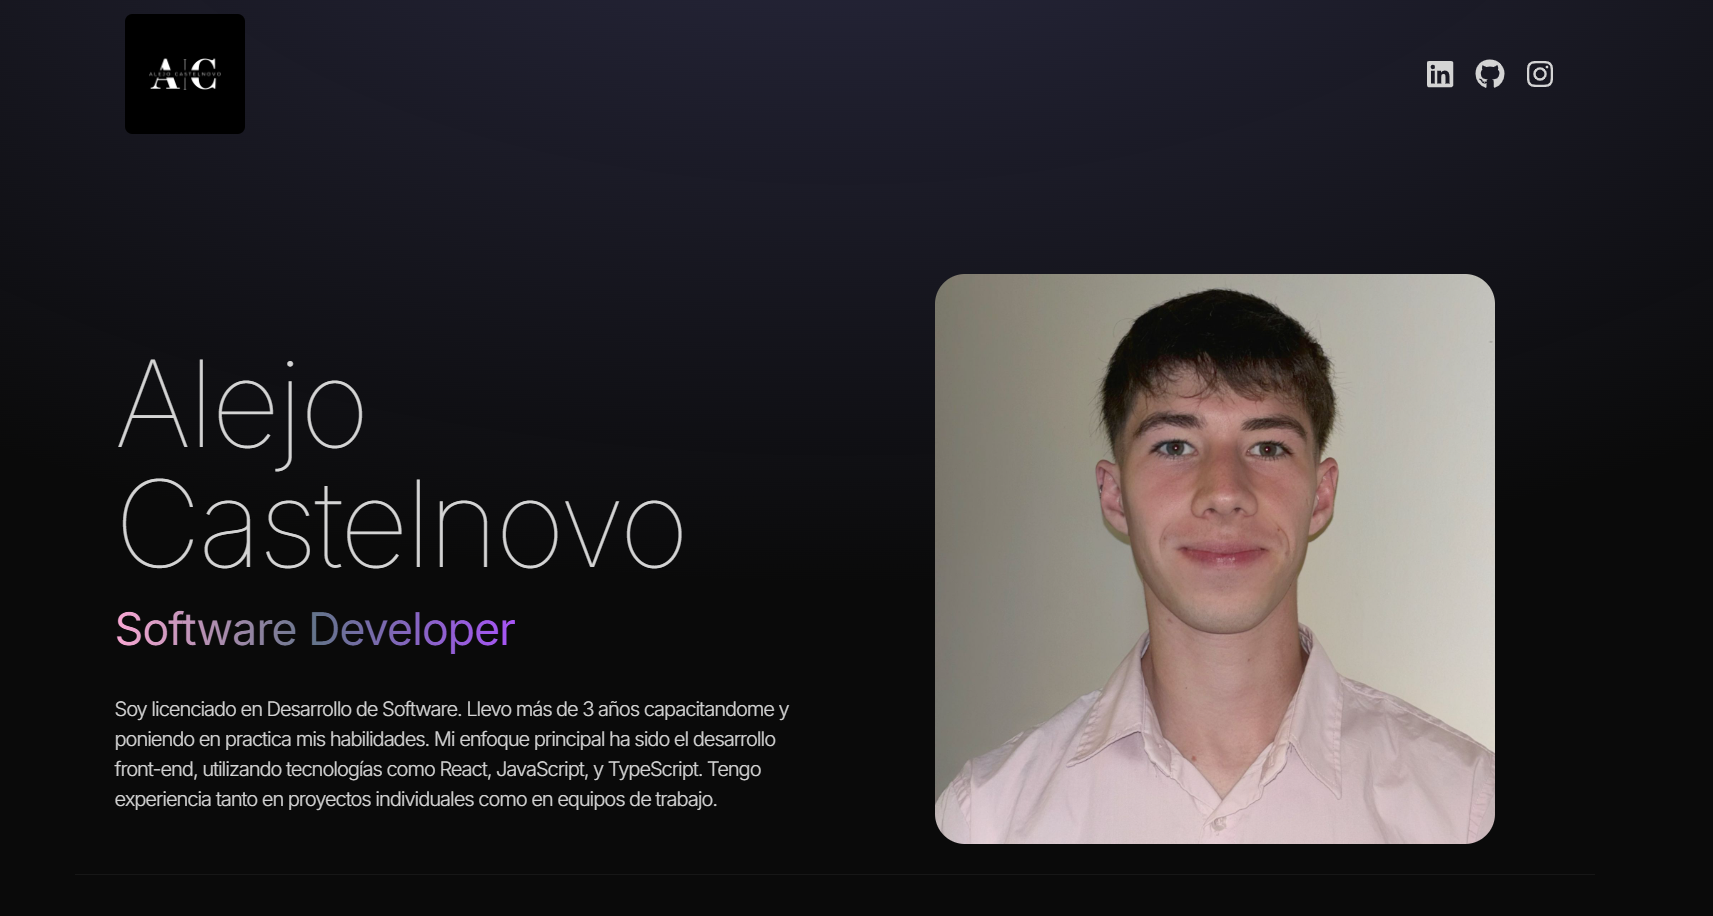 A|C
ALEJO CASTELNOVO
Alejo
Castelnovo
Software Developer
Soy licenciado en Desarrollo de Software. Llevo más de 3 años capacitandome y
poniendo en practica mis habilidades. Mi enfoque principal ha sido el desarrollo
front-end, utilizando tecnologías como React, JavaScript, y TypeScript. Tengo
experiencia tanto en proyectos individuales como en equipos de trabajo.